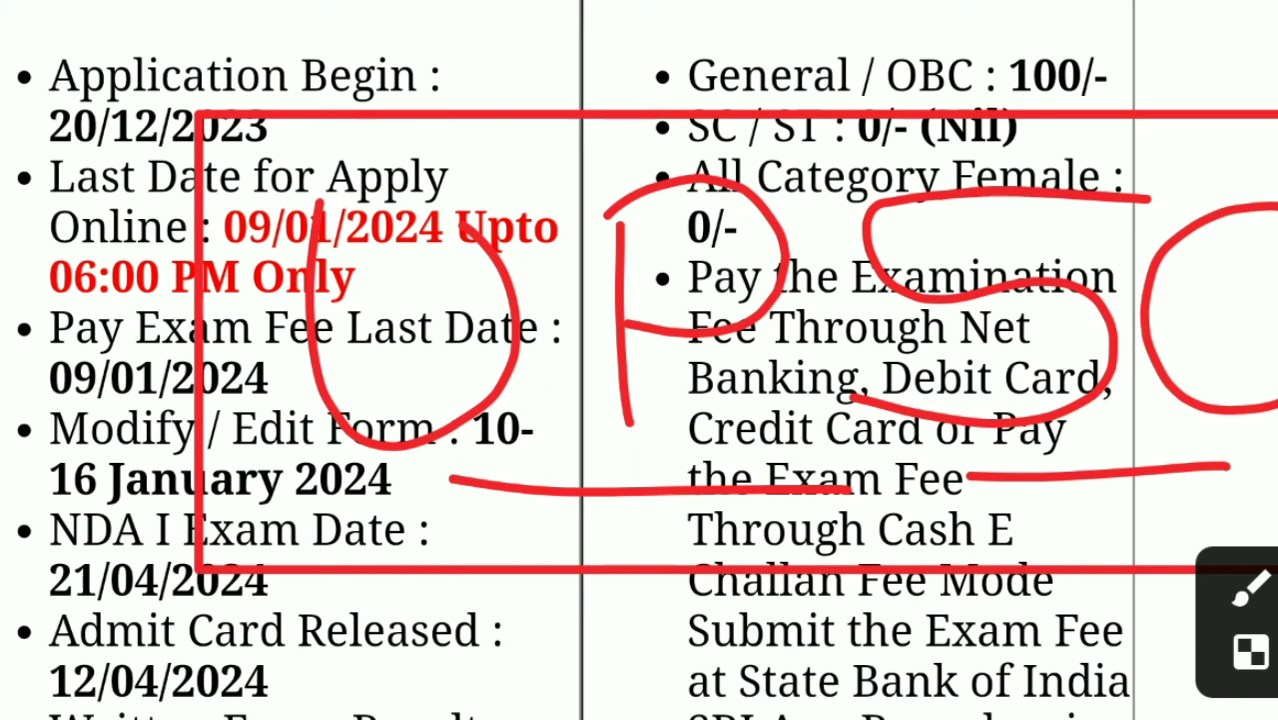 • Application Begin :
20/12/2023
• Last Date for Apply
Online : 09/01/2024 Upto
06:00 PM Only
• Pay Exam Fee Last Date :
09/01/2024
• Modify / Edit Form : 10-
16 January 2024
• NDA I Exam Date :
21/04/2024
• Admit Card Released :
12/04/2024
• General / OBC : 100/-
• SC / ST : 0/- (Nil)
• All Category Female :
0/-
• Pay the Examination
Fee Through Net
Banking, Debit Card,
Credit Card or Pay
the Exam Fee
Through Cash E
Challan Fee Mode
Submit the Exam Fee
at State Bank of India
UPSC